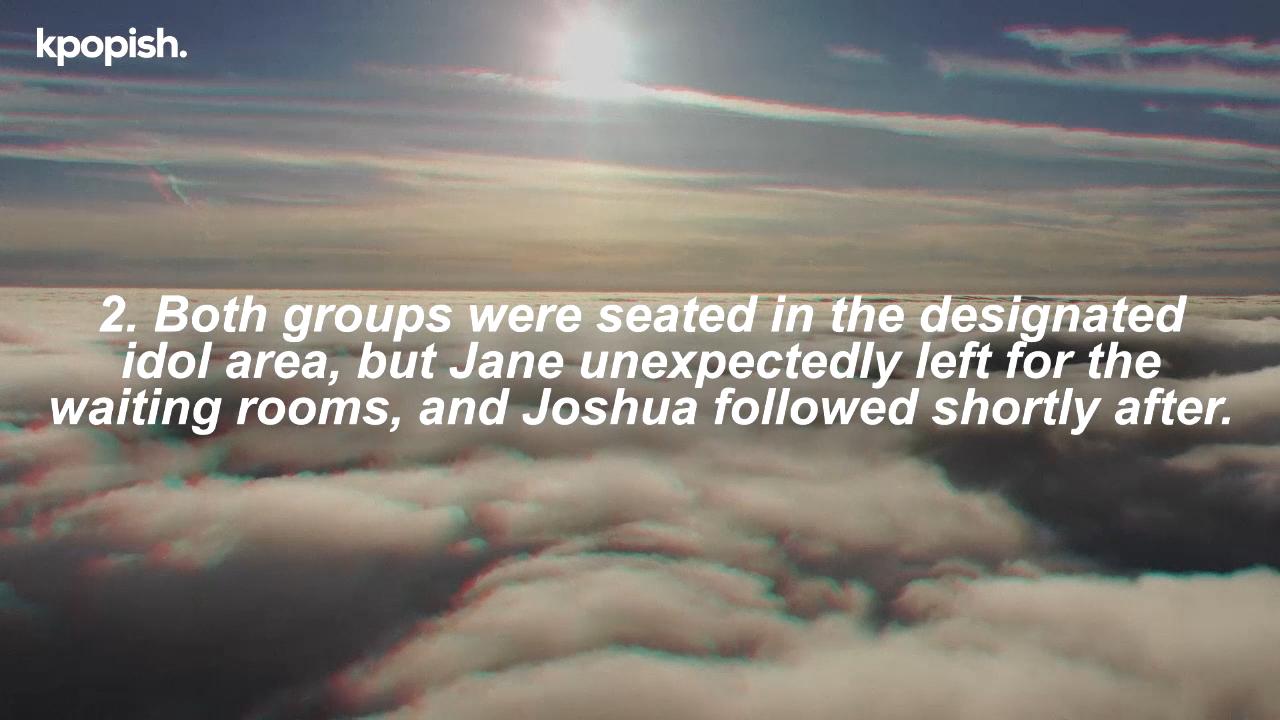 kpopish.
2. Both groups were seated in the designated
idol area, but Jane unexpectedly left for the
waiting rooms, and Joshua followed shortly after.